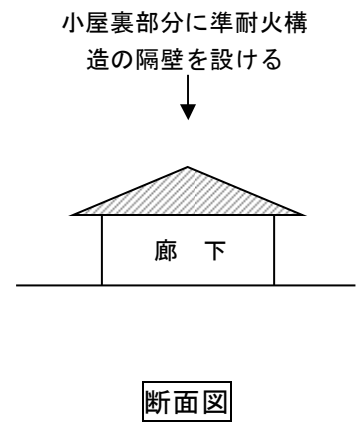 小屋裏部分に準耐火構
造の隔壁を設ける
廊　下
断面図